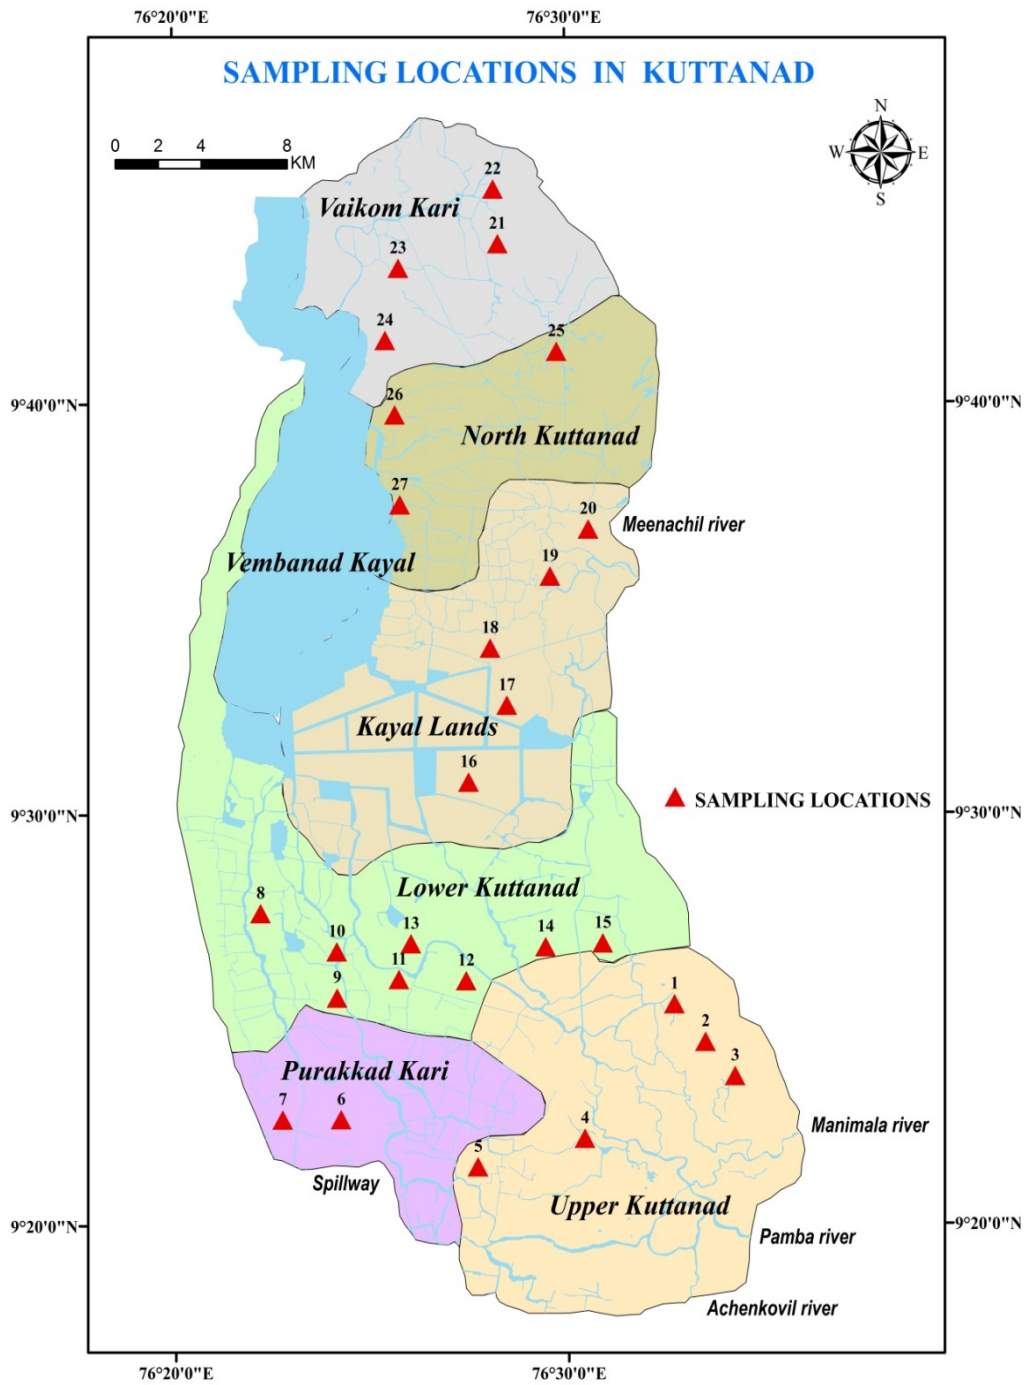 76°20'0"E 76°30'0"E
SAMPLING LOCATIONS IN KUTTANAD
0 2 4 8
KM
N
W E
S
22
Vaikom Kari
21
23
24
25
9°40'0"N 9°40'0"N
26
North Kuttanad
27
20
Meenachil river
Vembanad Kayal
19
18
17
Kayal Lands
16
SAMPLING LOCATIONS
9°30'0"N 9°30'0"N
Lower Kuttanad
8
10 13 14 15
11 12
9
1
2
3
Purakkad Kari
7 6
4
Manimala river
5
Spillway
Upper Kuttanad
9°20'0"N 9°20'0"N
Pamba river
Achenkovil river
76°20'0"E 76°30'0"E